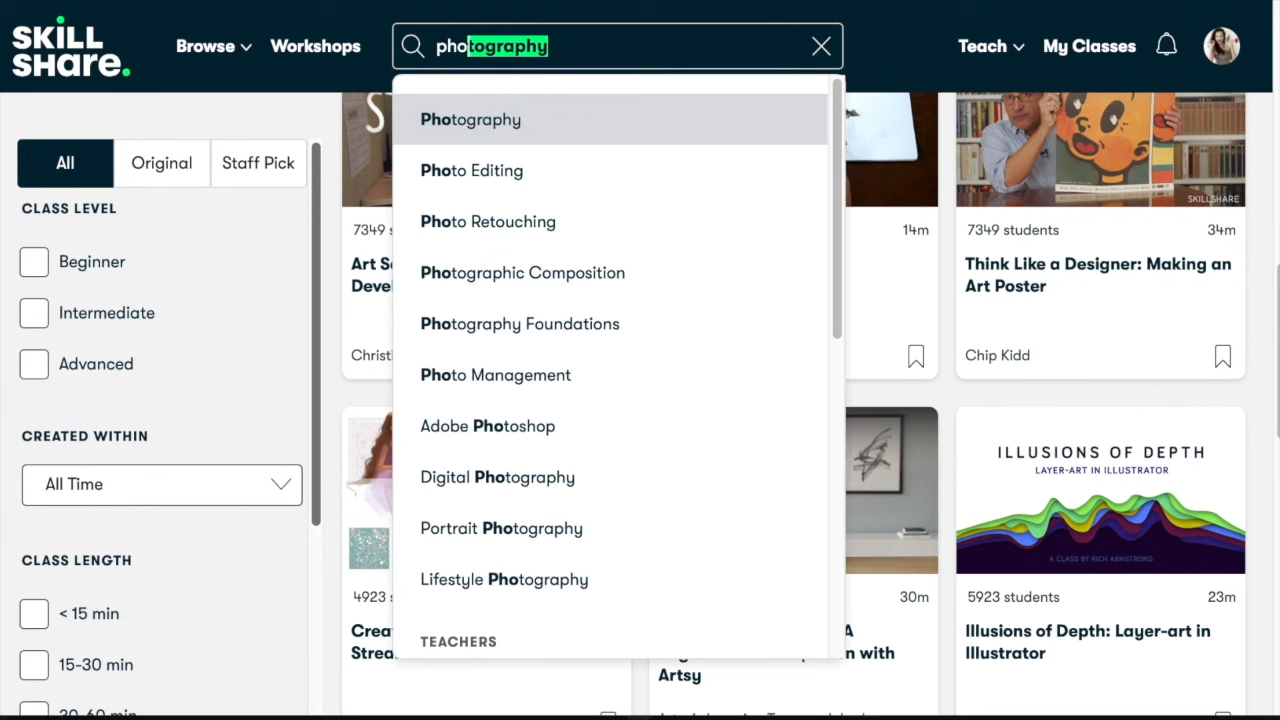 SKiLL
SHare.
Browse
Workshops
photography
Teach
My Classes
All
Original
Staff Pick
CLASS LEVEL
Beginner
Intermediate
Advanced
CREATED WITHIN
All Time
CLASS LENGTH
< 15 min
15-30 min
30-60 min
Photography
Photo Editing
Photo Retouching
Photographic Composition
Photography Foundations
Photo Management
Adobe Photoshop
Digital Photography
Portrait Photography
Lifestyle Photography
TEACHERS
7349
14m
Art
4923
30m
A
n with
Artsy
SKILLSHARE
7349 students
34m
Think Like a Designer: Making an
Art Poster
Chip Kidd
ILLUSIONS OF DEPTH
LAYER-ART IN ILLUSTRATOR
A CLASS BY RICH ARMSTRONG
5923 students
23m
Illusions of Depth: Layer-art in
Illustrator